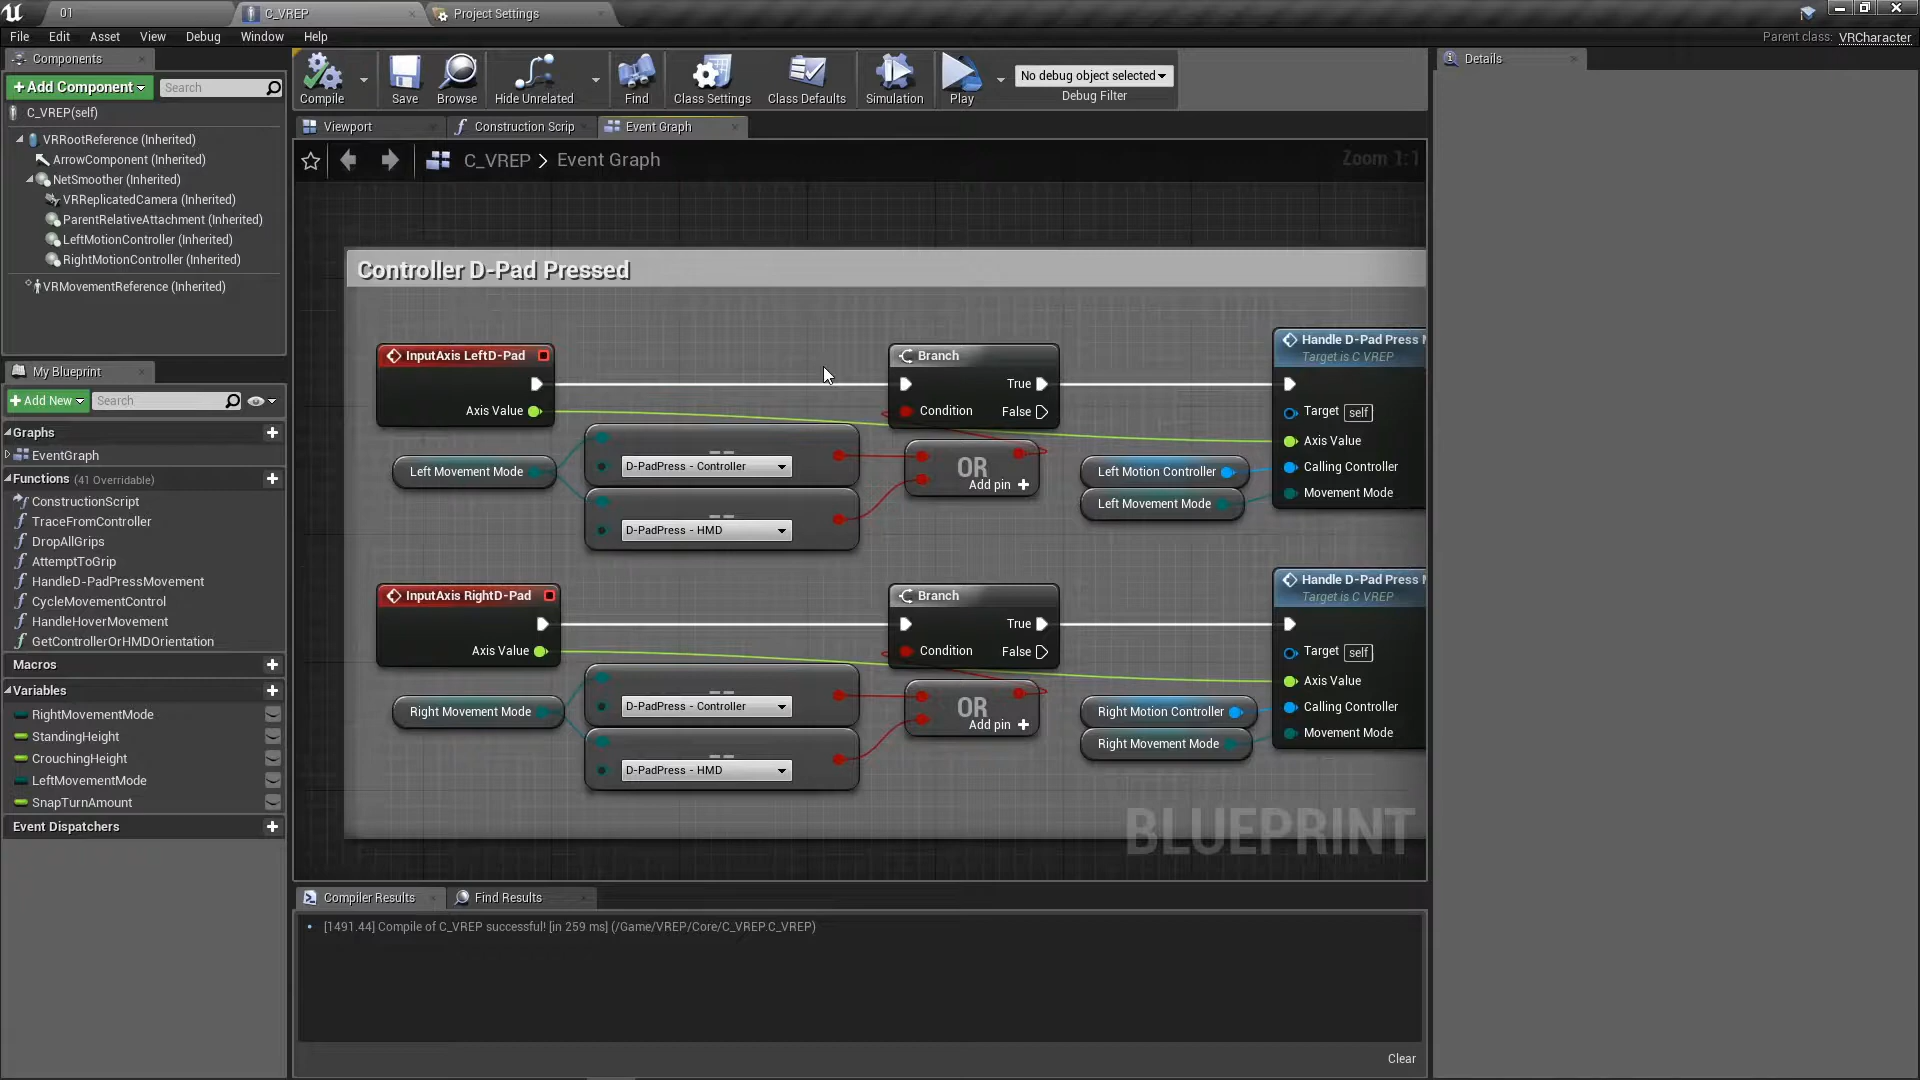 01
C_VREP
Project Settings
File Edit Asset View Debug Window Help
Parent class: VRCharacter
Components
+Add Component
Search
C_VREP(self)
VRRootReference (Inherited)
ArrowComponent (Inherited)
NetSmoother (Inherited)
VRReplicatedCamera (Inherited)
ParentRelativeAttachment (Inherited)
LeftMotionController (Inherited)
RightMotionController (Inherited)
VRMovementReference (Inherited)
My Blueprint
+Add New
Search
Graphs
EventGraph
Functions (41 Overridable)
ConstructionScript
TraceFromController
DropAllGrips
AttemptToGrip
HandleD-PadPressMovement
CycleMovementControl
HandleHoverMovement
GetControllerOrHMDOrientation
Macros
Variables
RightMovementMode
StandingHeight
CrouchingHeight
LeftMovementMode
SnapTurnAmount
Event Dispatchers
Compile
Save
Browse
Hide Unrelated
Find
Class Settings
Class Defaults
Simulation
Play
No debug object selected
Debug Filter
Viewport
Construction Scrip
Event Graph
C_VREP > Event Graph
Zoom 1:1
Controller D-Pad Pressed
InputAxis LeftD-Pad
Axis Value
Left Movement Mode
==
D-PadPress - Controller
==
D-PadPress - HMD
Branch
True
Condition
False
OR
Add pin +
Left Motion Controller
Left Movement Mode
Handle D-Pad Press M
Target is C VREP
Target self
Axis Value
Calling Controller
Movement Mode
InputAxis RightD-Pad
Axis Value
Right Movement Mode
==
D-PadPress - Controller
==
D-PadPress - HMD
Branch
True
Condition
False
OR
Add pin +
Right Motion Controller
Right Movement Mode
Handle D-Pad Press M
Target is C VREP
Target self
Axis Value
Calling Controller
Movement Mode
BLUEPRINT
Compiler Results
Find Results
[1491.44] Compile of C_VREP successful! [in 259 ms] (/Game/VREP/Core/C_VREP.C_VREP)
Clear
Details